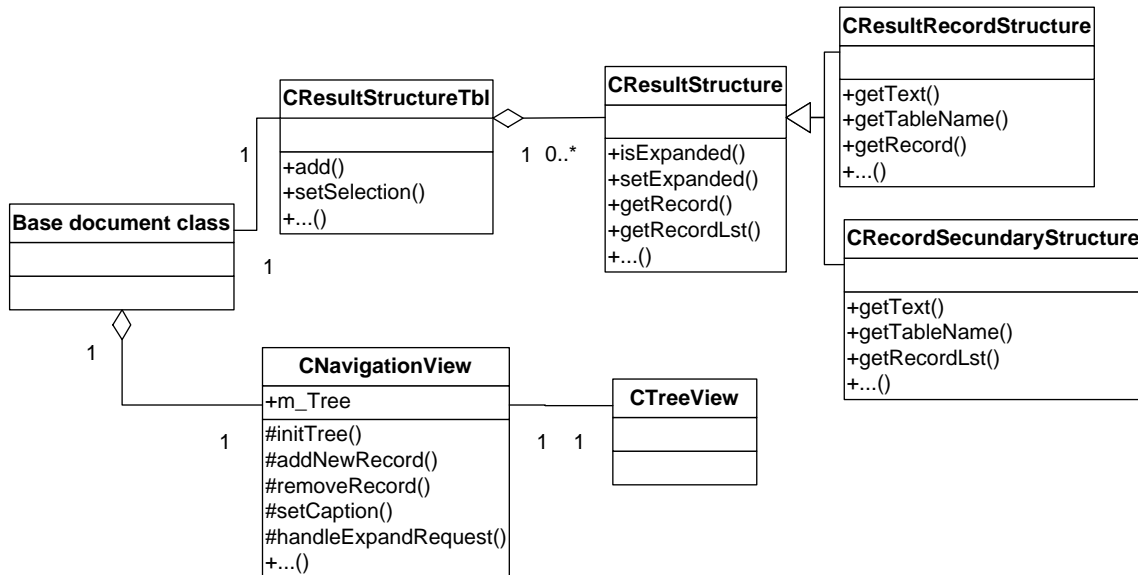 CResultRecordStructure
+getText()
+getTableName()
+getRecord()
+...()
CResultStructureTbl
+add()
+setSelection()
+...()
CResultStructure
+isExpanded()
+setExpanded()
+getRecord()
+getRecordLst()
+...()
1
1 0..*
Base document class
1
CRecordSecundaryStructure
+getText()
+getTableName()
+getRecordLst()
+...()
1
CNavigationView
+m_Tree
#initTree()
#addNewRecord()
#removeRecord()
#setCaption()
#handleExpandRequest()
+...()
CTreeView
1
1 1